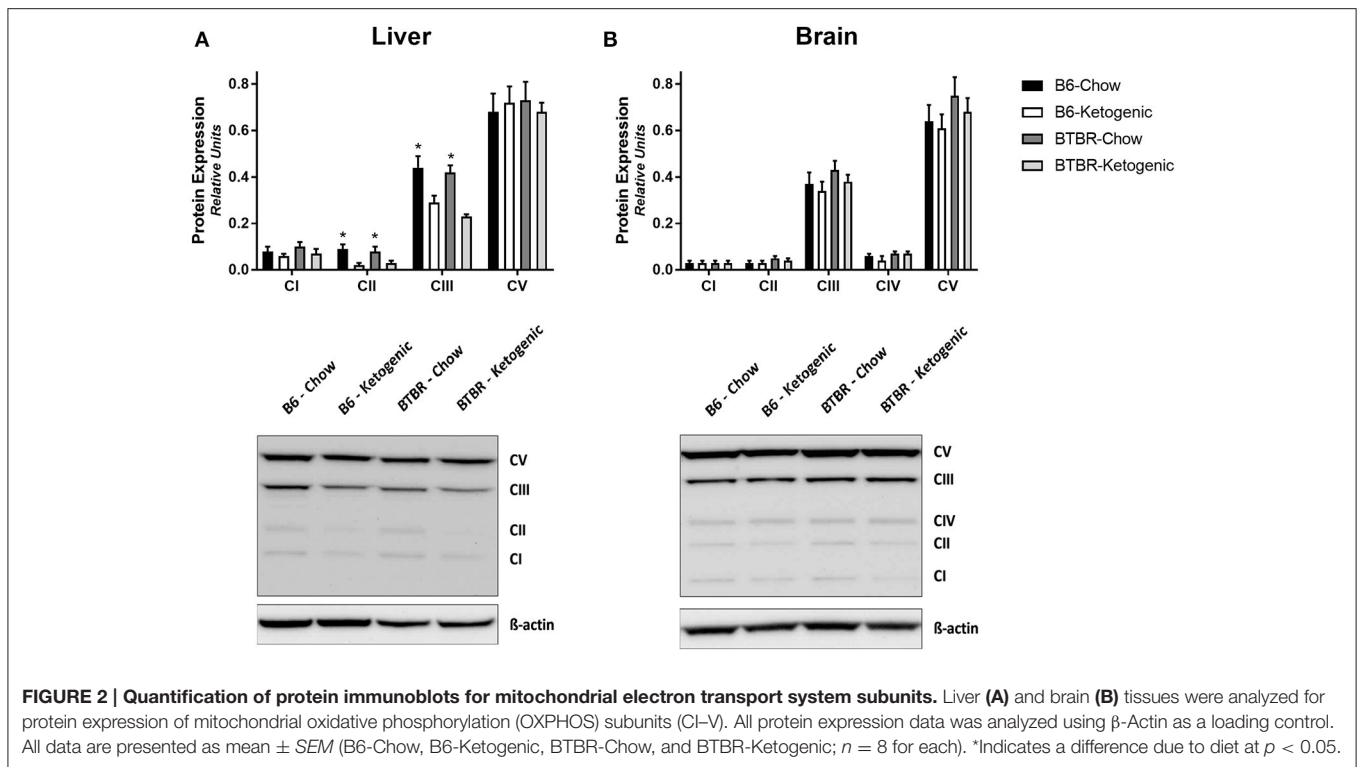 A Liver
B Brain
Protein Expression
Relative Units
0.8
0.6
0.4
0.2
0.0
* * * *
CI CII CIII CV
Protein Expression
Relative Units
0.8
0.6
0.4
0.2
0.0
CI CII CIII CIV CV
B6-Chow
B6-Ketogenic
BTBR-Chow
BTBR-Ketogenic
B6 - Chow
B6 - Ketogenic
BTBR - Chow
BTBR - Ketogenic
CV
CIII
CII
CI
ß-actin
B6 - Chow
B6 - Ketogenic
BTBR - Chow
BTBR - Ketogenic
CV
CIII
CIV
CII
CI
ß-actin
FIGURE 2 | Quantification of protein immunoblots for mitochondrial electron transport system subunits. Liver (A) and brain (B) tissues were analyzed for
protein expression of mitochondrial oxidative phosphorylation (OXPHOS) subunits (CI–V). All protein expression data was analyzed using β-Actin as a loading control.
All data are presented as mean ± SEM (B6-Chow, B6-Ketogenic, BTBR-Chow, and BTBR-Ketogenic; n = 8 for each). *Indicates a difference due to diet at p < 0.05.